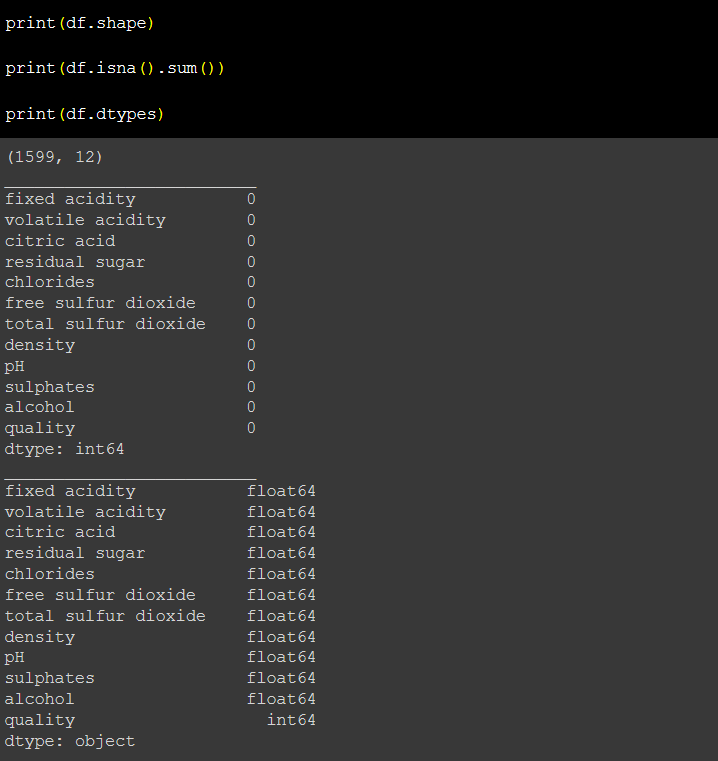 print(df.shape)
print(df.isna().sum())
print(df.dtypes)
(1599, 12)
_________________________
fixed acidity 0
volatile acidity 0
citric acid 0
residual sugar 0
chlorides 0
free sulfur dioxide 0
total sulfur dioxide 0
density 0
pH 0
sulphates 0
alcohol 0
quality 0
dtype: int64
_________________________
fixed acidity float64
volatile acidity float64
citric acid float64
residual sugar float64
chlorides float64
free sulfur dioxide float64
total sulfur dioxide float64
density float64
pH float64
sulphates float64
alcohol float64
quality int64
dtype: object